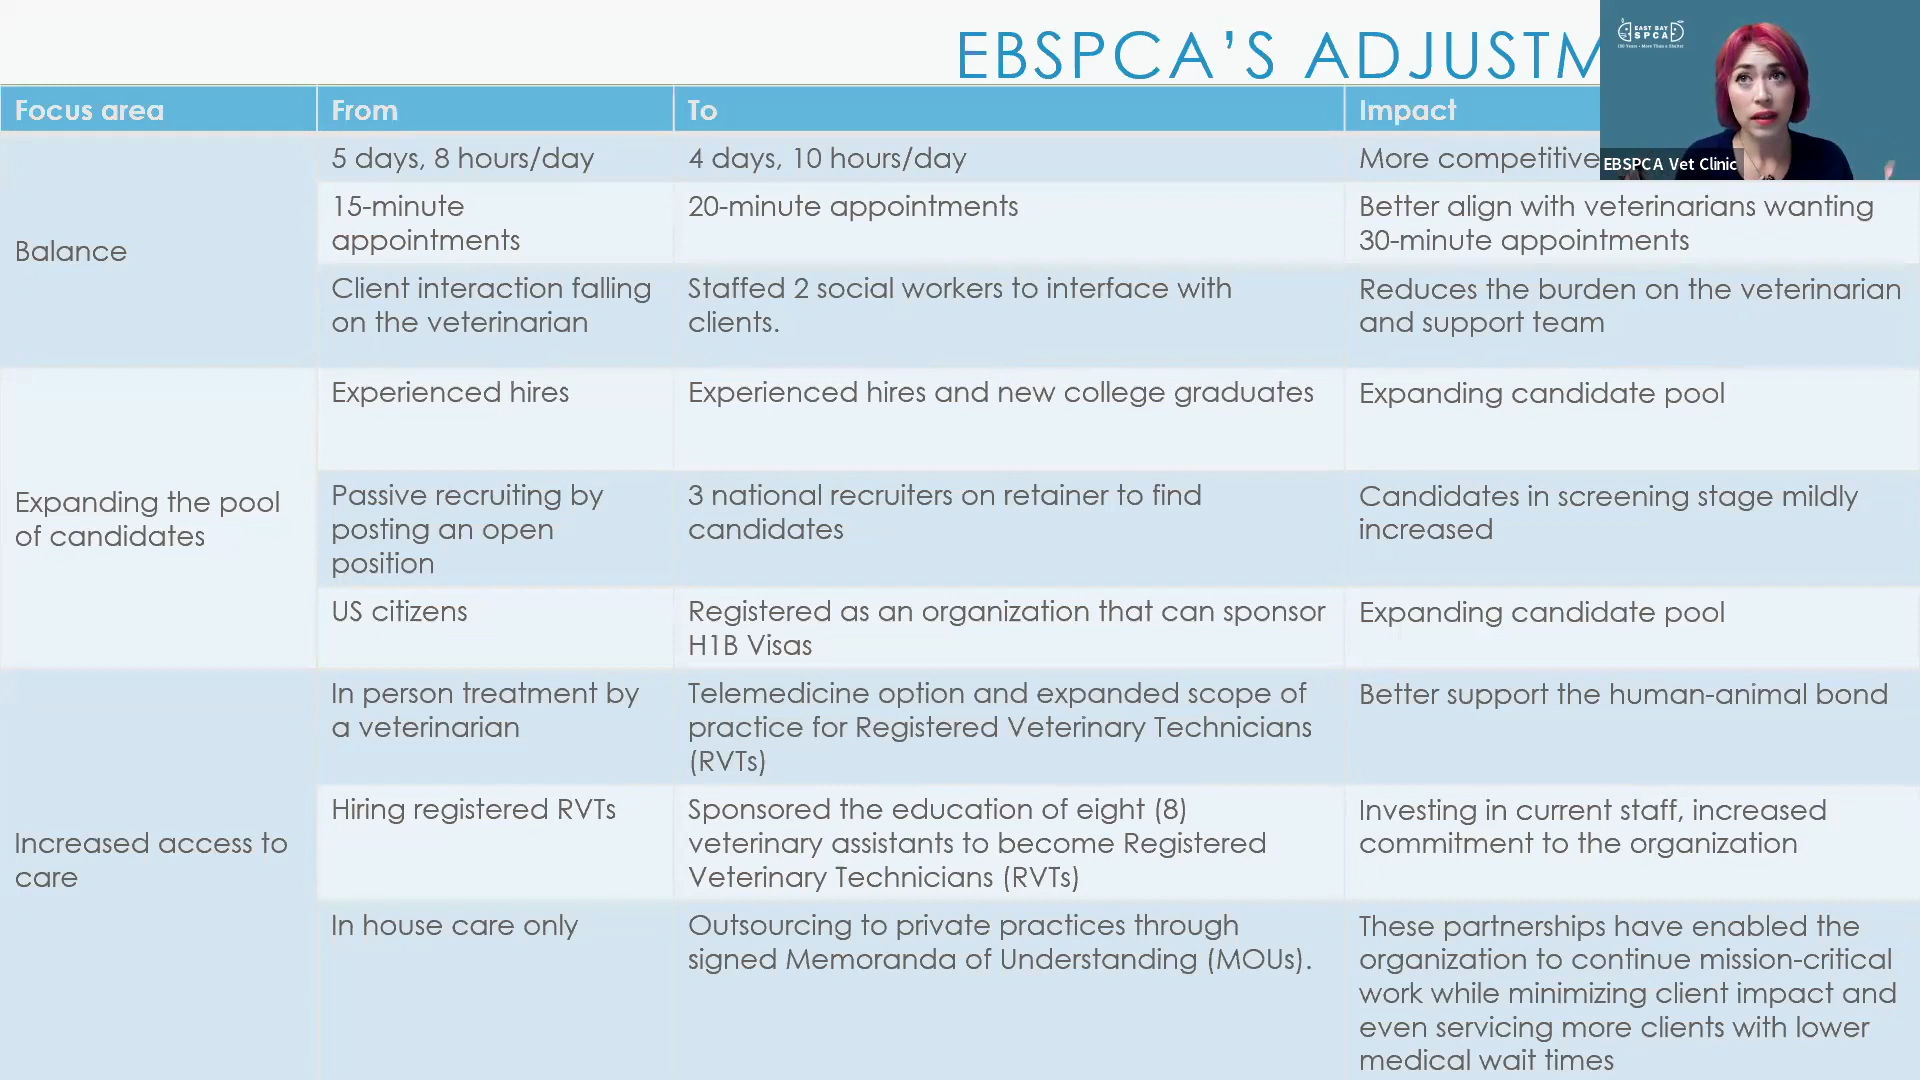 EBSPCA'S ADJUSTM
EAST BAY
SPCA
EBSPCA Vet Clinic
Focus area
From
To
Impact
Balance
5 days, 8 hours/day
4 days, 10 hours/day
More competitive
15-minute
appointments
20-minute appointments
Better align with veterinarians wanting
30-minute appointments
Client interaction falling
on the veterinarian
Staffed 2 social workers to interface with
clients.
Reduces the burden on the veterinarian
and support team
Expanding the pool
of candidates
Experienced hires
Experienced hires and new college graduates
Expanding candidate pool
Passive recruiting by
posting an open
position
3 national recruiters on retainer to find
candidates
Candidates in screening stage mildly
increased
US citizens
Registered as an organization that can sponsor
H1B Visas
Expanding candidate pool
Increased access to
care
In person treatment by
a veterinarian
Telemedicine option and expanded scope of
practice for Registered Veterinary Technicians
(RVTs)
Better support the human-animal bond
Hiring registered RVTs
Sponsored the education of eight (8)
veterinary assistants to become Registered
Veterinary Technicians (RVTs)
Investing in current staff, increased
commitment to the organization
In house care only
Outsourcing to private practices through
signed Memoranda of Understanding (MOUs).
These partnerships have enabled the
organization to continue mission-critical
work while minimizing client impact and
even servicing more clients with lower
medical wait times